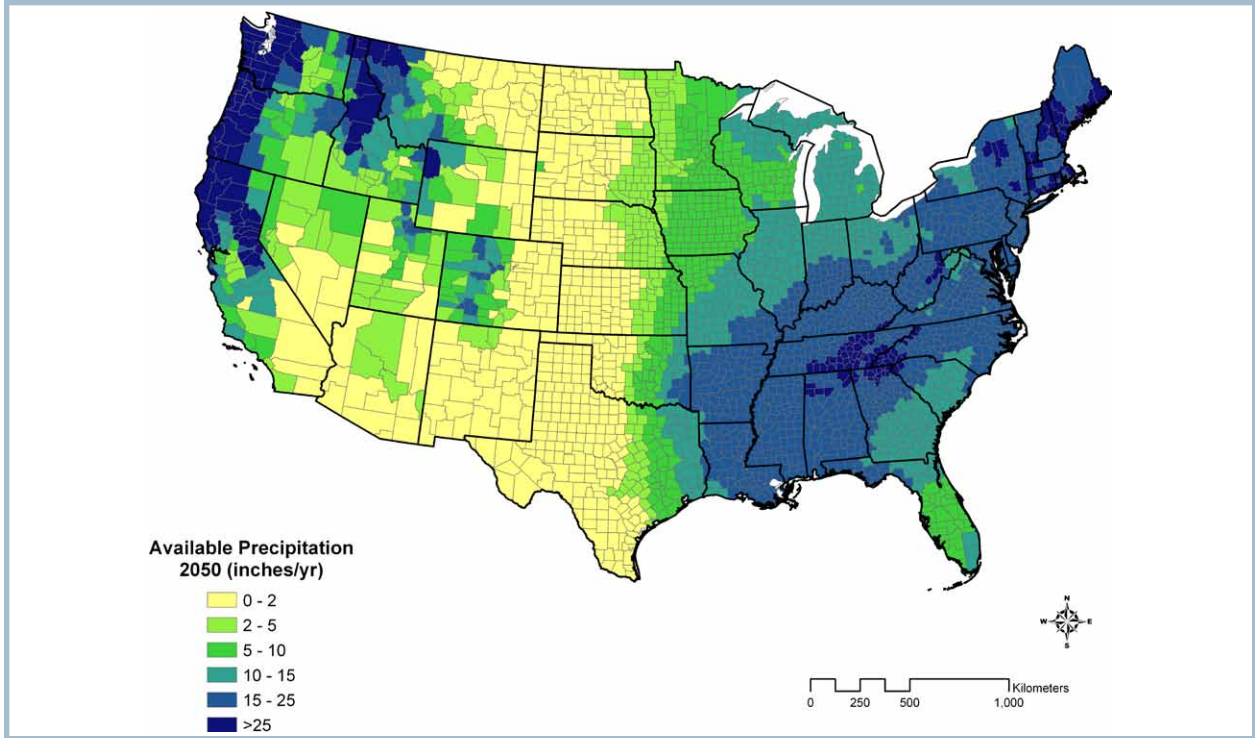 Available Precipitation
2050 (inches/yr)
0 - 2
2 - 5
5 - 10
10 - 15
15 - 25
>25
N
W E
S
Kilometers
0 250 500 1,000